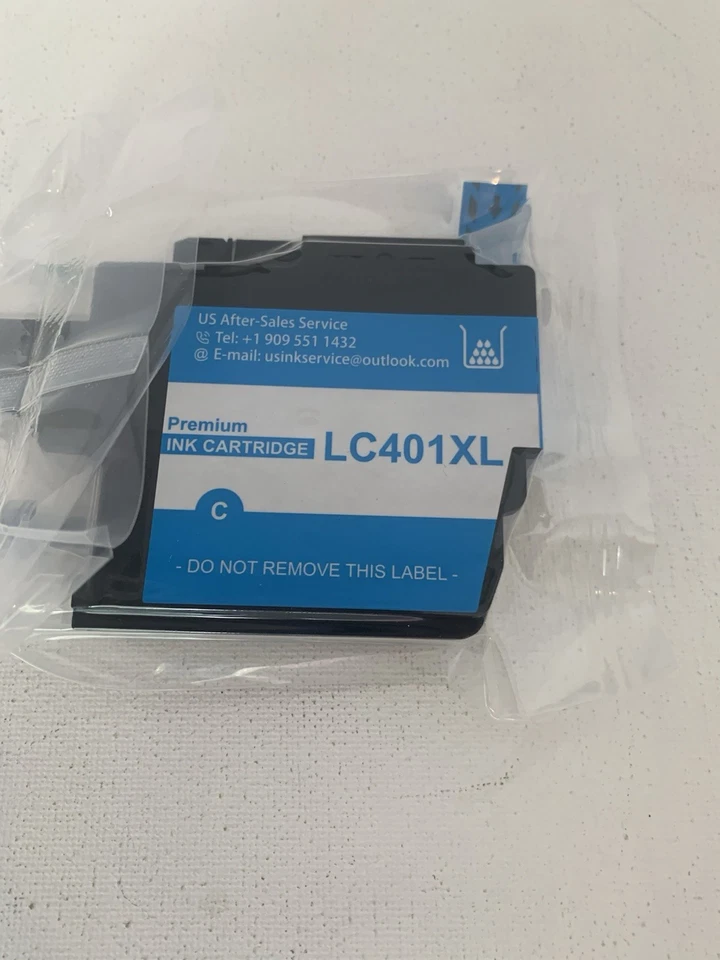 US After-Sales Service
Tel: +1 909 551 1432
@ E-mail: usinkservice@outlook.com
Premium
INK CARTRIDGE LC401XL
C
- DO NOT REMOVE THIS LABEL -